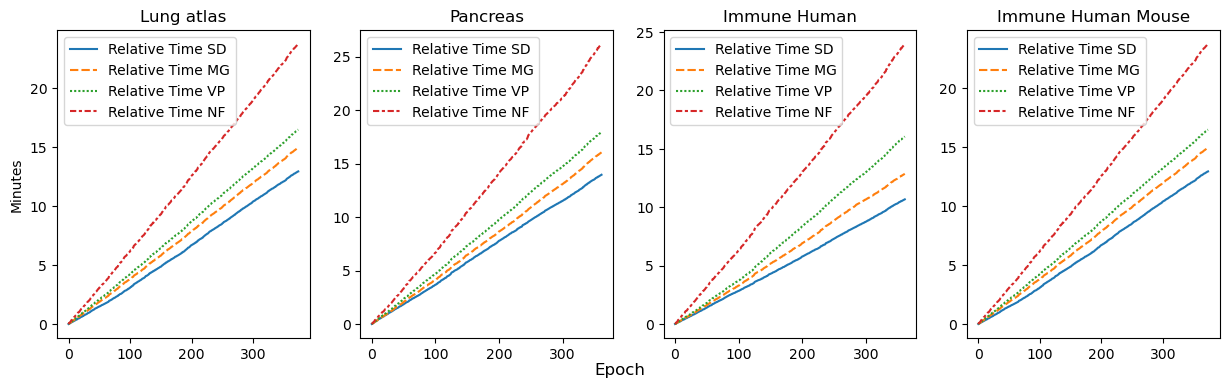 Lung atlas
Relative Time SD
Relative Time MG
Relative Time VP
Relative Time NF
Minutes
20
15
10
5
0
0 100 200 300
Pancreas
Relative Time SD
Relative Time MG
Relative Time VP
Relative Time NF
25
20
15
10
5
0
0 100 200 300
Immune Human
Relative Time SD
Relative Time MG
Relative Time VP
Relative Time NF
25
20
15
10
5
0
0 100 200 300
Immune Human Mouse
Relative Time SD
Relative Time MG
Relative Time VP
Relative Time NF
20
15
10
5
0
0 100 200 300
Epoch